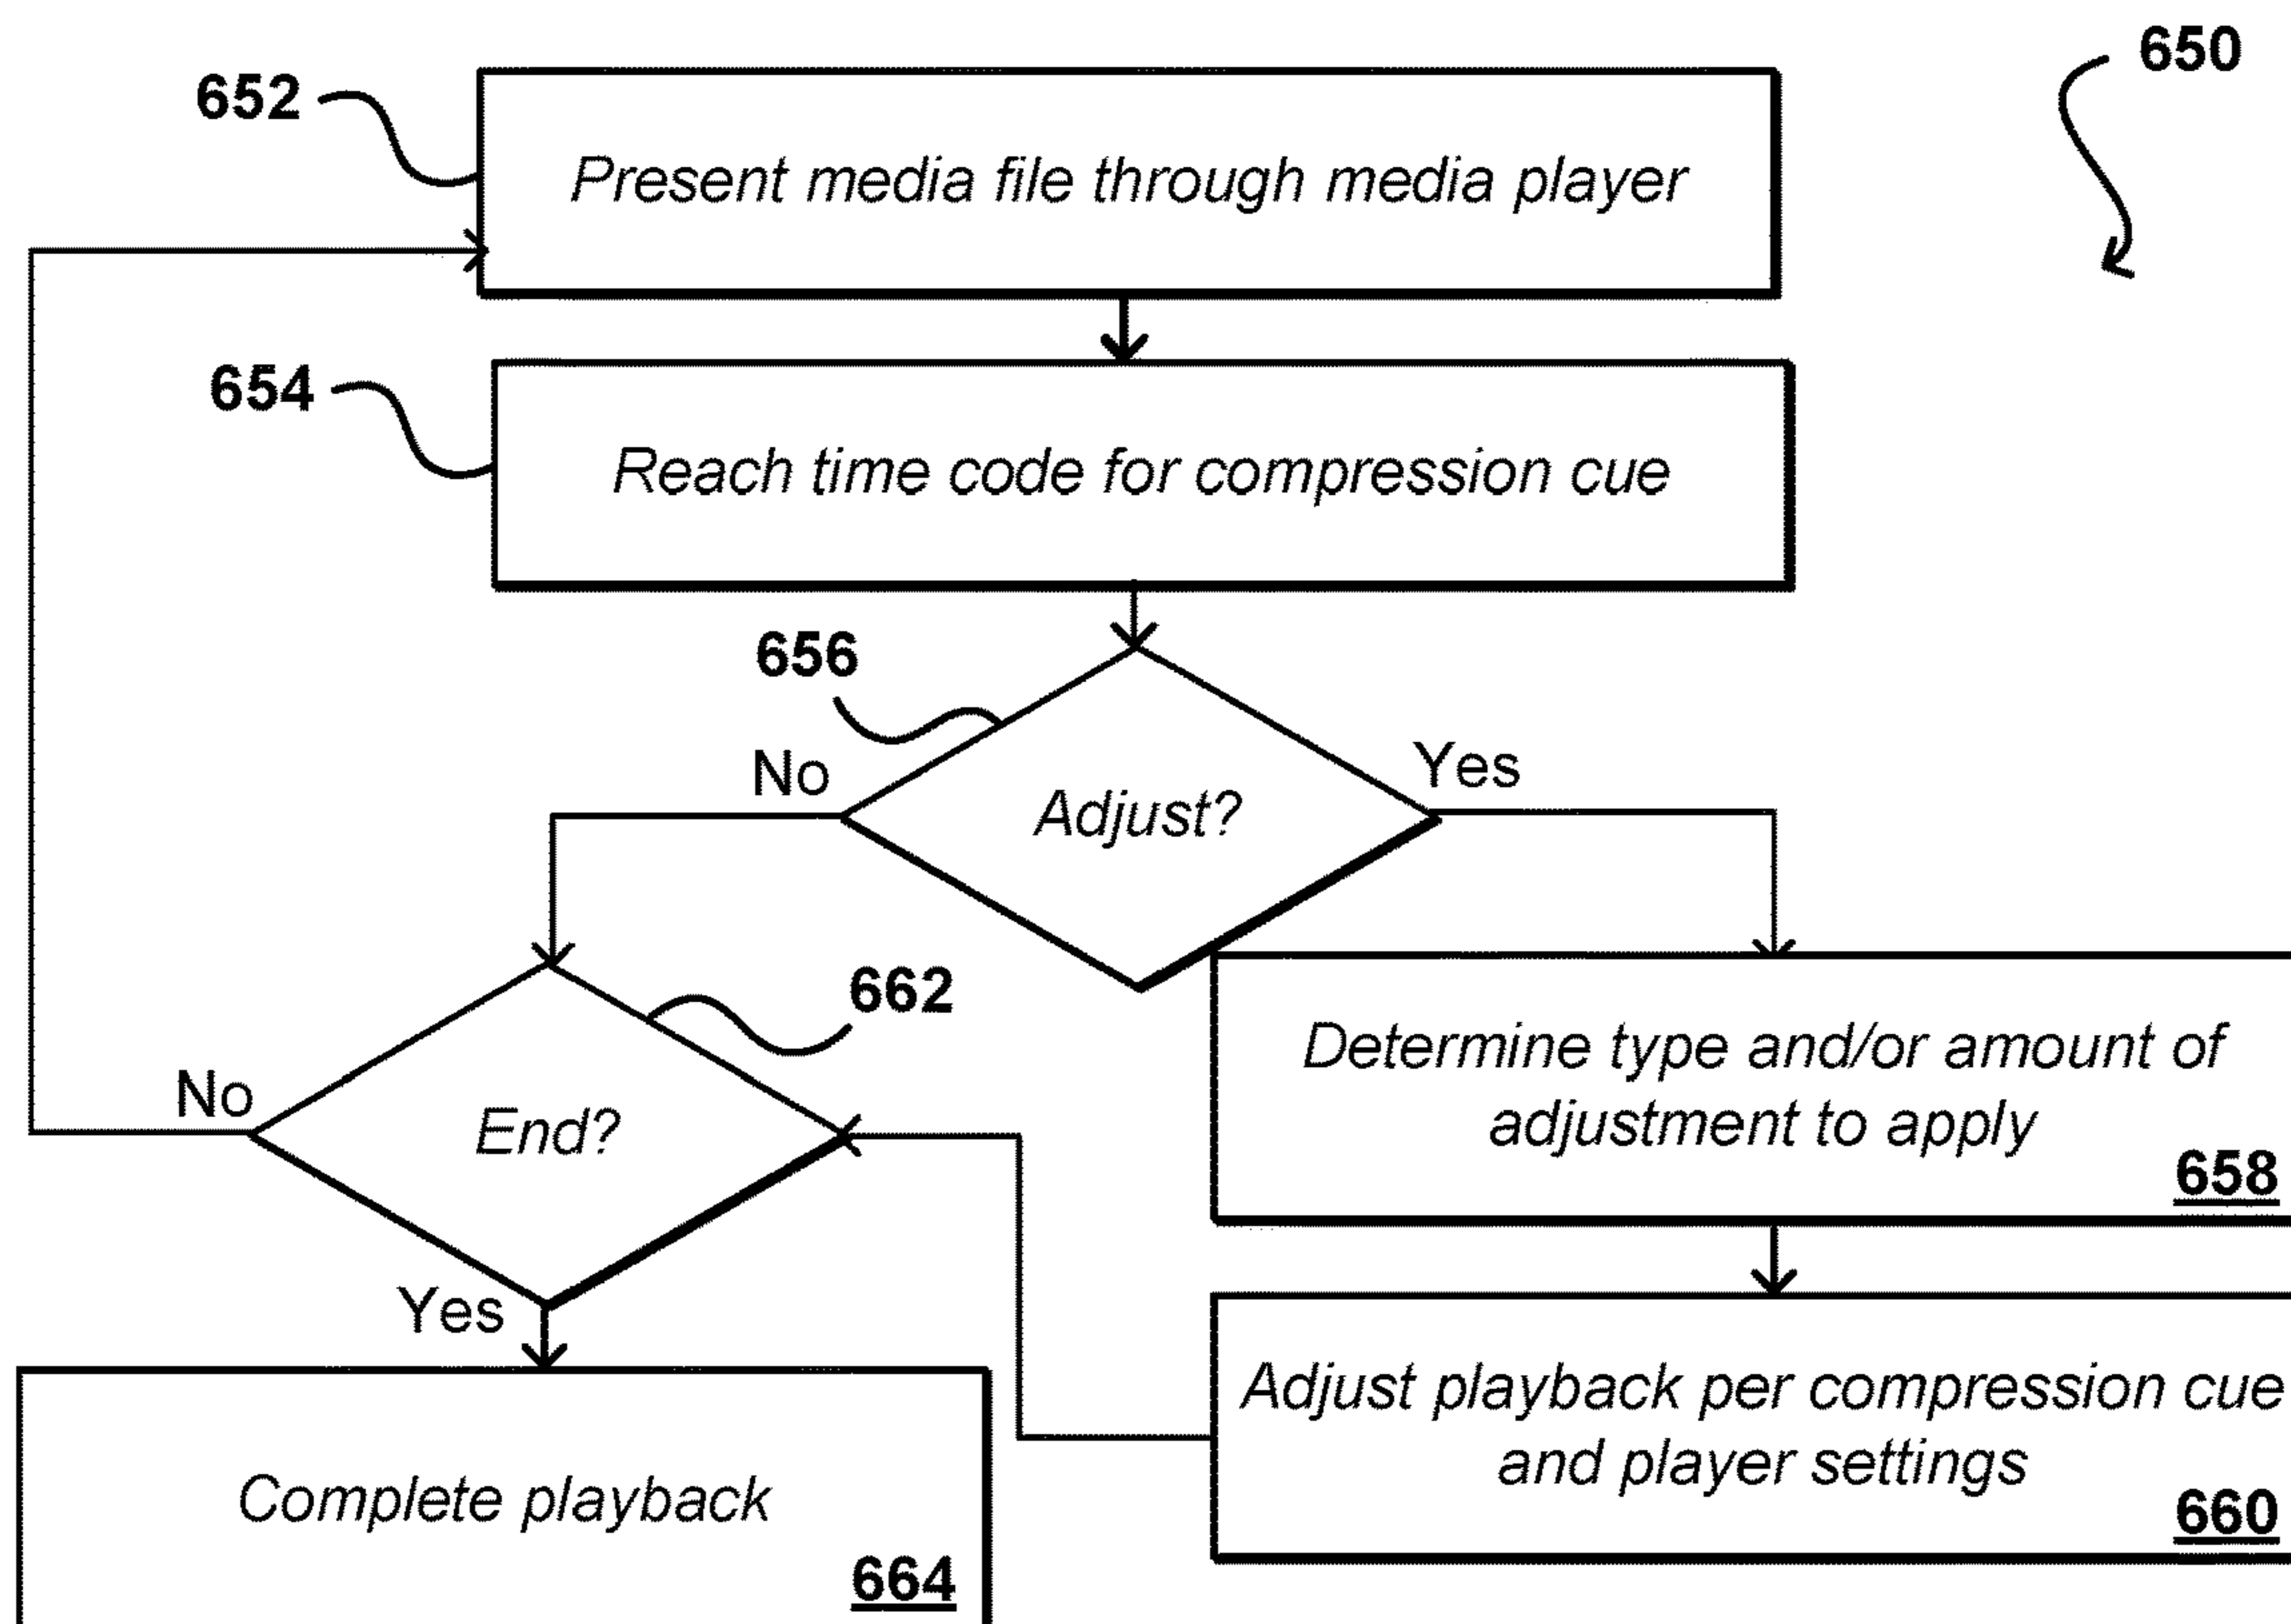 650
652
Present media file through media player
654
Reach time code for compression cue
656
No
Yes
Adjust?
662
No
End?
Determine type and/or amount of
adjustment to apply
658
Yes
Adjust playback per compression cue
and player settings
660
Complete playback
664